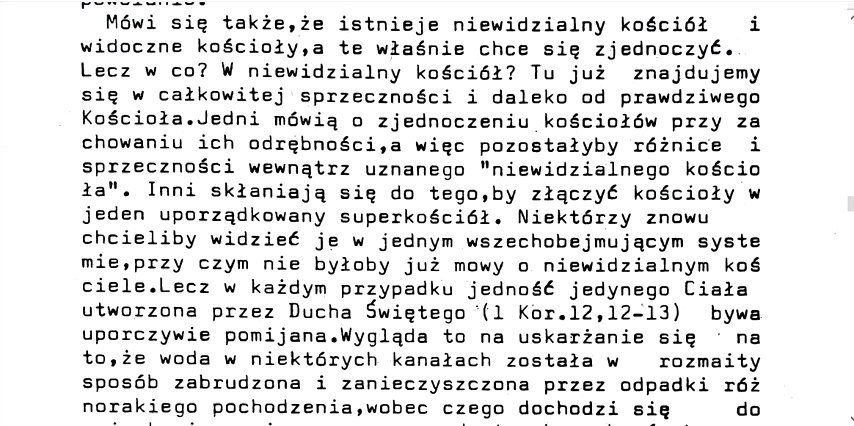 Mówi się także,że istnieje niewidzialny kościół i
widoczne kościoły,a te właśnie chce się zjednoczyć.
Lecz w co? W niewidzialny kościół? Tu już znajdujemy
się w całkowitej sprzeczności i daleko od prawdziwego
Kościoła.Jedni mówią o zjednoczeniu kościołów przy za
chowaniu ich odrębności,a więc pozostałyby różnice i
sprzeczności wewnątrz uznanego "niewidzialnego kościo
ła". Inni skłaniają się do tego,by złączyć kościoły w
jeden uporządkowany superkościół. Niektórzy znowu
chcieliby widzieć je w jednym wszechobejmującym syste
mie,przy czym nie byłoby już mowy o niewidzialnym koś
ciele.Lecz w każdym przypadku jedność jedynego Ciała
utworzona przez Ducha Świętego (1 Kor.12,12-13) bywa
uporczywie pomijana.Wygląda to na uskarżanie się na
to,że woda w niektórych kanałach została w rozmaity
sposób zabrudzona i zanieczyszczona przez odpadki róż
norakiego pochodzenia,wobec czego dochodzi się do